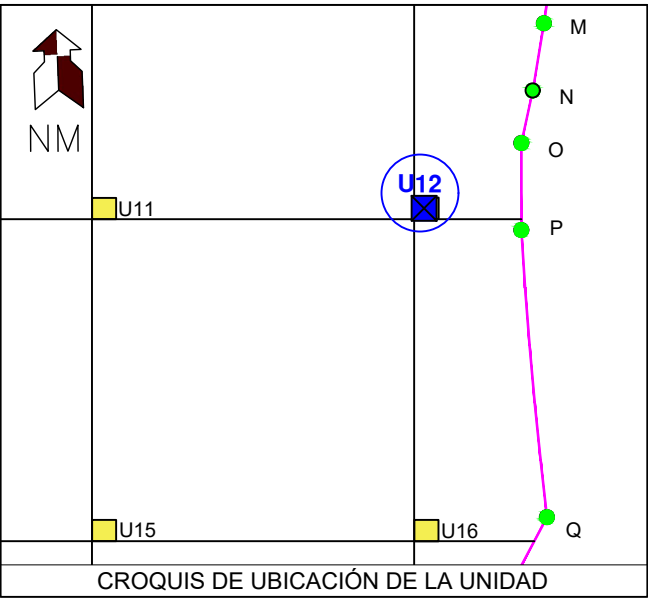 M
N
NM
O
U12
U11
P
U15
U16
Q
CROQUIS DE UBICACIÓN DE LA UNIDAD